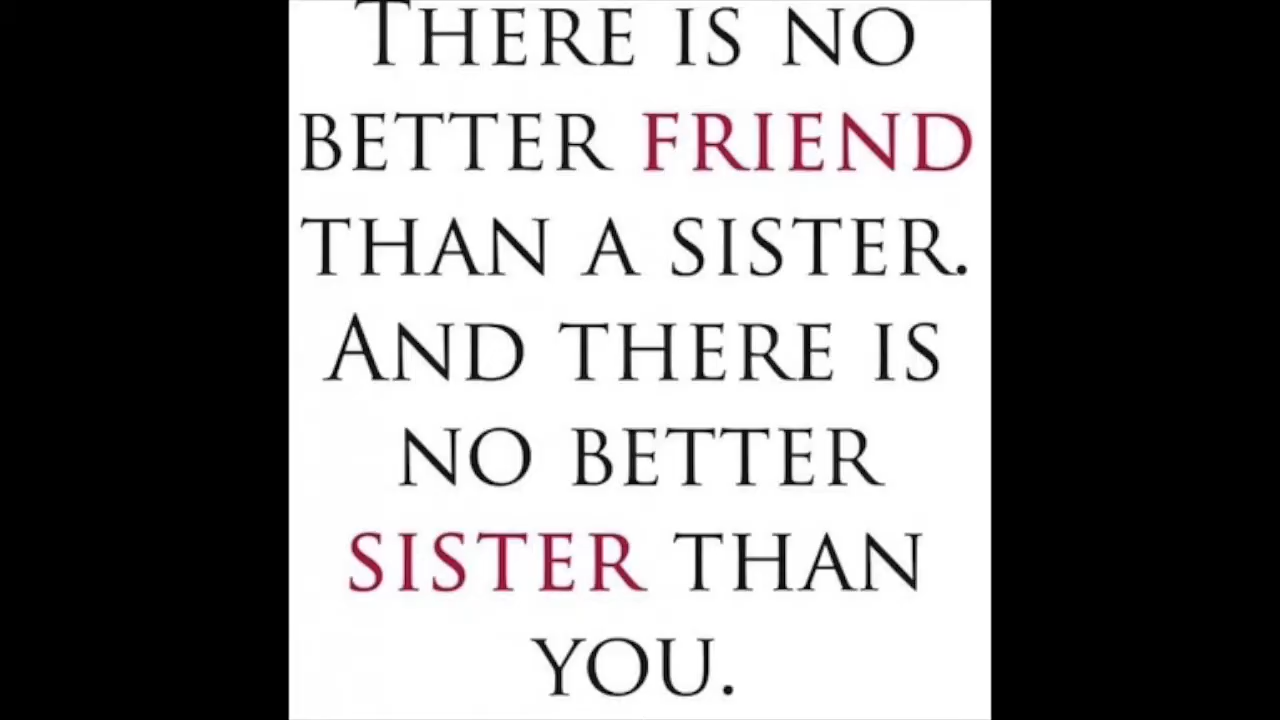 THERE IS NO
BETTER FRIEND
THAN A SISTER.
AND THERE IS
NO BETTER
SISTER THAN
YOU.